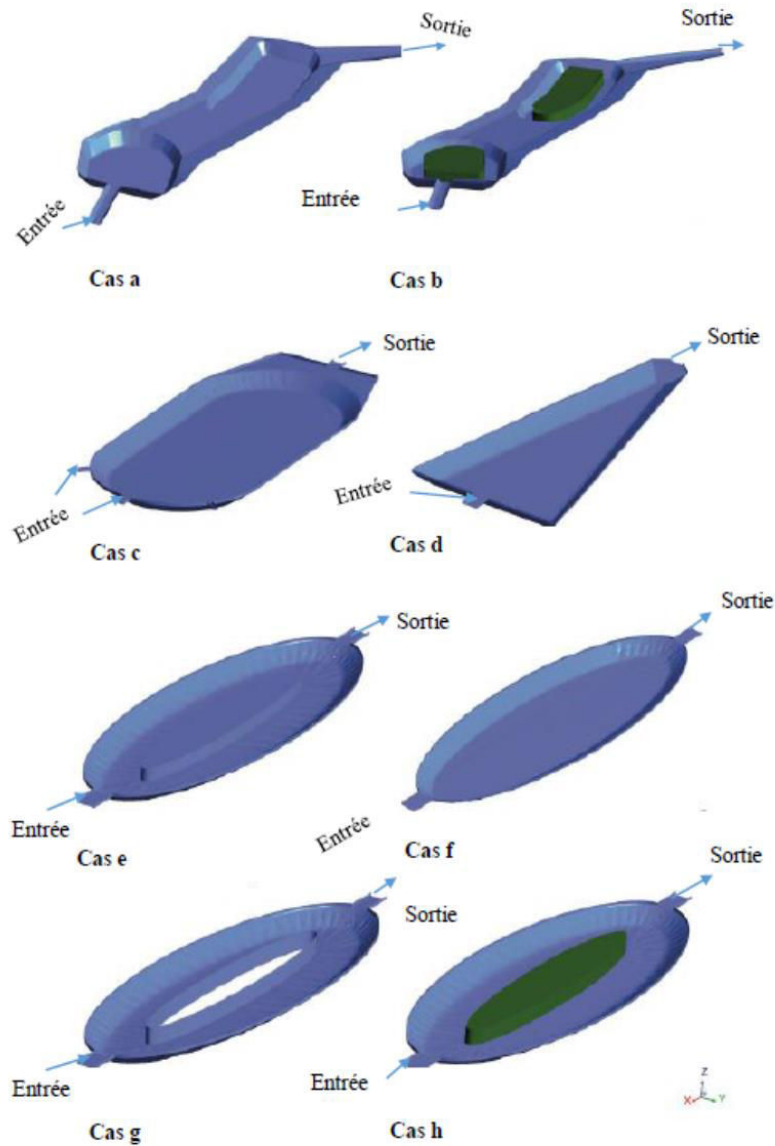 Sortie
Sortie
Entrée
Entrée
Cas a
Cas b
Sortie
Sortie
Entrée
Entrée
Cas c
Cas d
Sortie
Sortie
Entrée
Entrée
Cas e
Cas f
Sortie
Sortie
Entrée
Entrée
Cas g
Cas h
Z
X
Y